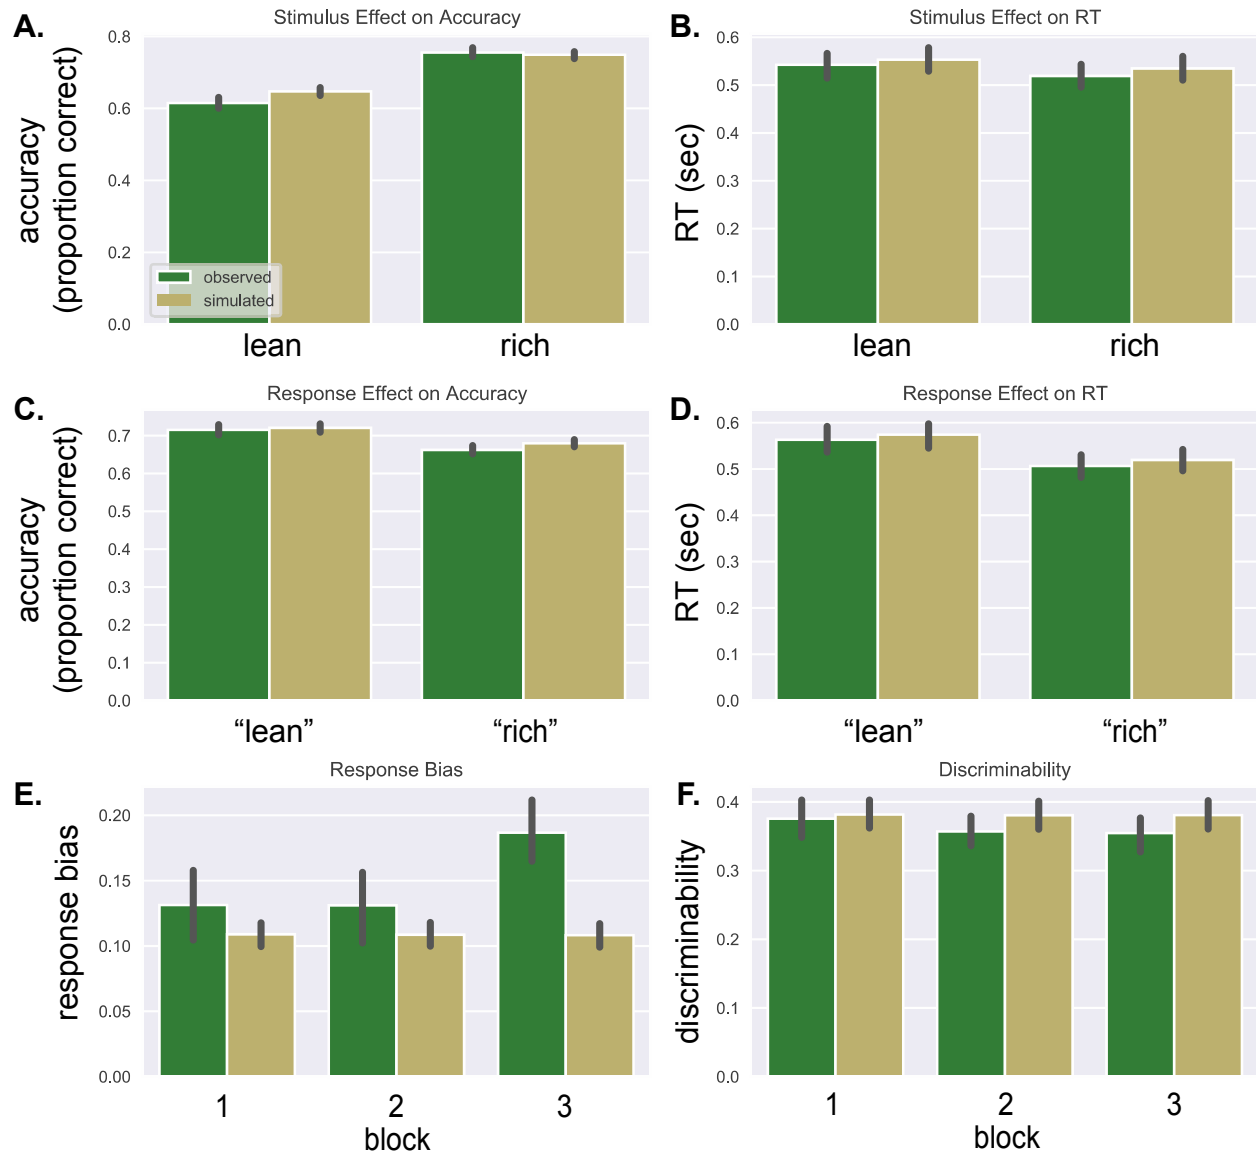 A.
Stimulus Effect on Accuracy
accuracy
(proportion correct)
0.8
0.6
0.4
0.2
0.0
observed
simulated
lean
rich
B.
Stimulus Effect on RT
RT (sec)
0.6
0.5
0.4
0.3
0.2
0.1
0.0
lean
rich
C.
Response Effect on Accuracy
accuracy
(proportion correct)
0.7
0.6
0.5
0.4
0.3
0.2
0.1
0.0
“lean”
“rich”
D.
Response Effect on RT
RT (sec)
0.6
0.5
0.4
0.3
0.2
0.1
0.0
“lean”
“rich”
E.
Response Bias
response bias
0.20
0.15
0.10
0.05
0.00
1
2
3
block
F.
Discriminability
discriminability
0.4
0.3
0.2
0.1
0.0
1
2
3
block